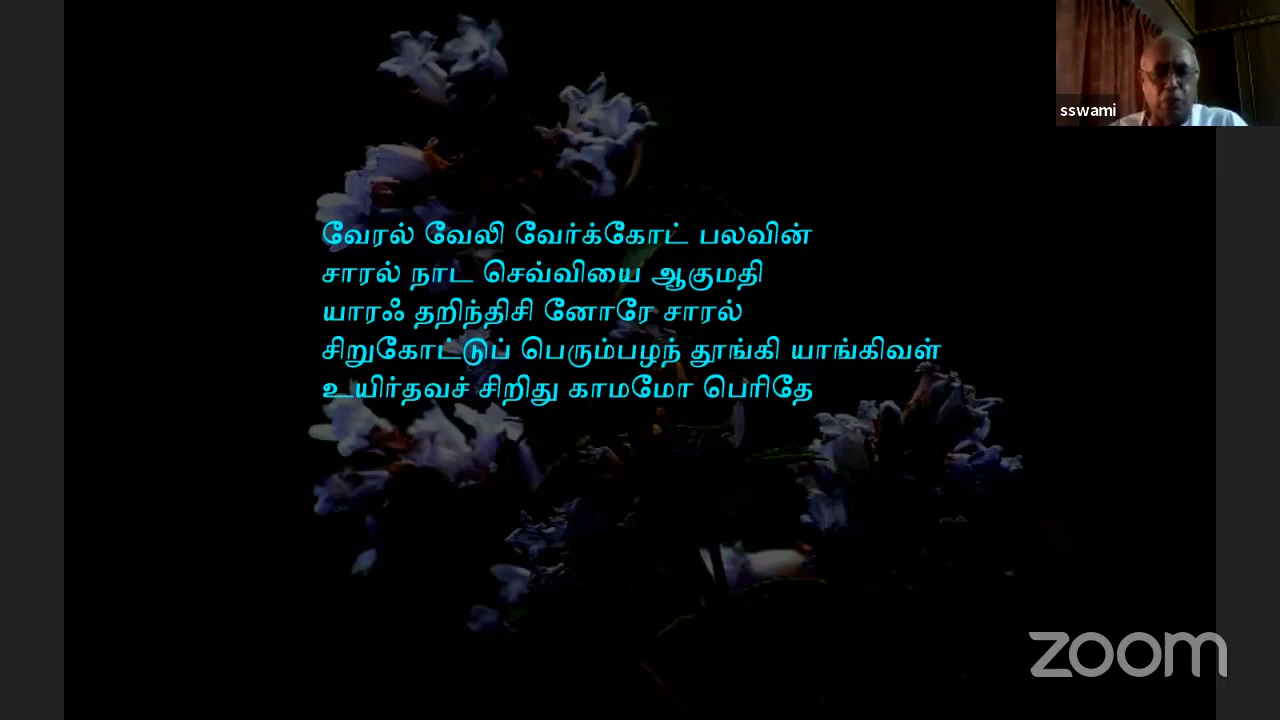 sswami
வேரல் வேலி வேர்க்கோட் பலவின்
சாரல் நாட செவ்வியை ஆகுமதி
யாரஃ தறிந்திசி னோரே சாரல்
சிறுகோட்டுப் பெரும்பழந் தூங்கி யாங்கிவள்
உயிர்தவச் சிறிது காமமோ பெரிதே
zoom